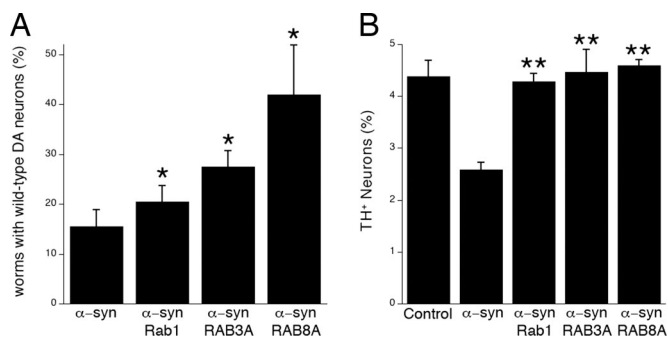 A
worms with wild-type DA neurons (%)
50
40
30
20
10
0
*
*
*
α-syn
α-syn
Rab1
α-syn
RAB3A
α-syn
RAB8A
B
TH⁺ Neurons (%)
5
4
3
2
1
0
**
**
**
Control
α-syn
α-syn
Rab1
α-syn
RAB3A
α-syn
RAB8A